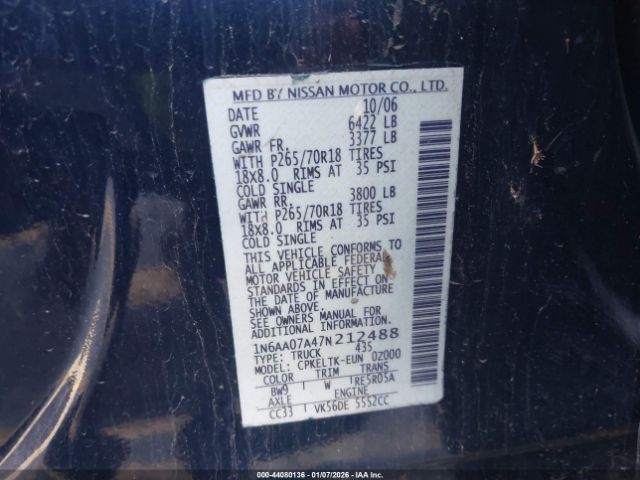 MFD BY NISSAN MOTOR CO., LTD.
DATE 10/06
GVWR 6422 LB
GAWR FR. 3377 LB
WITH P265/70R18 TIRES
18X8.0 RIMS AT 35 PSI
COLD SINGLE
GAWR RR 3800 LB
WITH P265/70R18 TIRES
18X8.0 RIMS AT 35 PSI
COLD SINGLE
THIS VEHICLE CONFORMS TO
ALL APPLICABLE FEDERAL
MOTOR VEHICLE SAFETY
STANDARDS IN EFFECT ON
THE DATE OF MANUFACTURE
SHOWN ABOVE.
SEE OWNERS MANUAL FOR
ADDITIONAL INFORMATION.
1N6AA07A47N212488
TYPE: TRUCK 435
MODEL: CPKELTK-EUN 0Z000
COLOR TRIM TRANS
BW9 W RE5R05A
AXLE ENGINE
CC33 VK56DE 5552CC
000-44080136 - 01/07/2026 - IAA Inc.